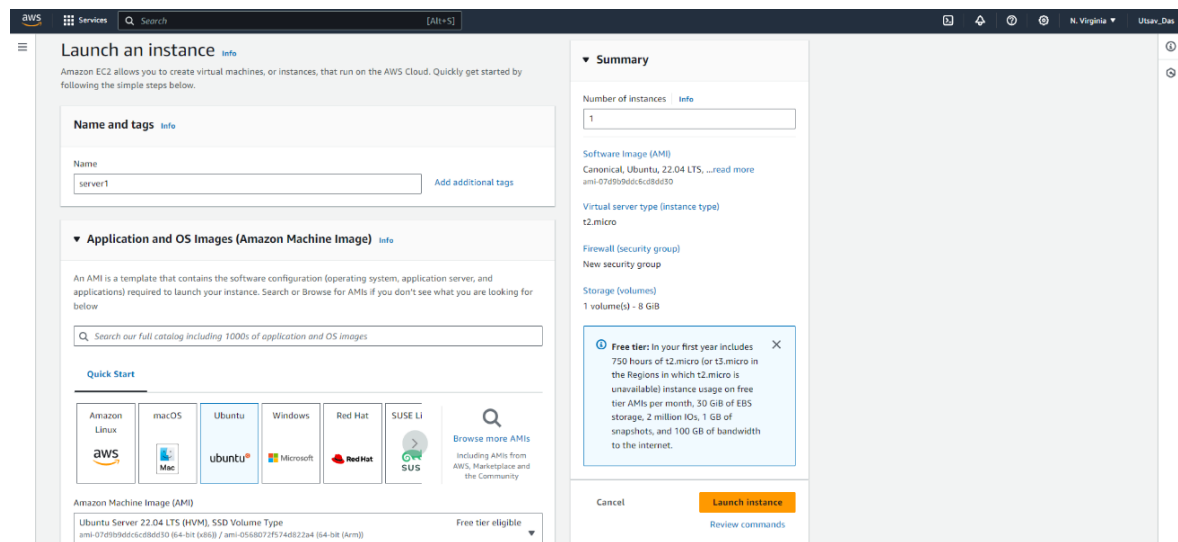 aws
Services
Search
[Alt+S]
N. Virginia ▼
Utsav_Das
Launch an instance Info
Amazon EC2 allows you to create virtual machines, or instances, that run on the AWS Cloud. Quickly get started by
following the simple steps below.
Name and tags Info
Name
server1
Add additional tags
▼ Application and OS Images (Amazon Machine Image) Info
An AMI is a template that contains the software configuration (operating system, application server, and
applications) required to launch your instance. Search or Browse for AMIs if you don't see what you are looking for
below
Search our full catalog including 1000s of application and OS images
Quick Start
Amazon
Linux
aws
macOS
Mac
Ubuntu
ubuntu
Windows
Microsoft
Red Hat
Red Hat
SUSE Li
SUS
Browse more AMIs
Including AMIs from
AWS, Marketplace and
the Community
Amazon Machine Image (AMI)
Ubuntu Server 22.04 LTS (HVM), SSD Volume Type
Free tier eligible
ami-07d9b9ddc6cd8dd30 (64-bit (x86)) / ami-0568072f574d822a4 (64-bit (Arm))
▼ Summary
Number of instances Info
1
Software Image (AMI)
Canonical, Ubuntu, 22.04 LTS, ...read more
ami-07d9b9ddc6cd8dd30
Virtual server type (instance type)
t2.micro
Firewall (security group)
New security group
Storage (volumes)
1 volume(s) - 8 GiB
Free tier: In your first year includes
750 hours of t2.micro (or t3.micro in
the Regions in which t2.micro is
unavailable) instance usage on free
tier AMIs per month, 30 GiB of EBS
storage, 2 million IOs, 1 GB of
snapshots, and 100 GB of bandwidth
to the internet.
Cancel
Launch instance
Review commands